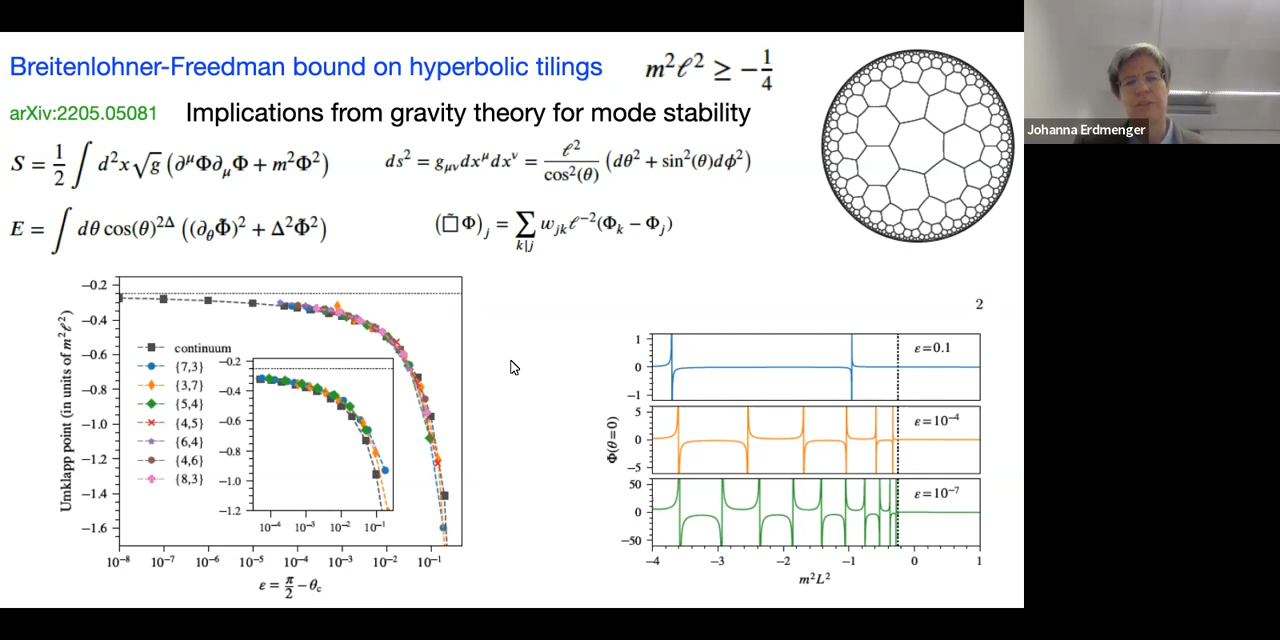 Breitenlohner-Freedman bound on hyperbolic tilings m²ℓ² ≥ −1/4
arXiv:2205.05081 Implications from gravity theory for mode stability
S = 1/2 ∫ d²x√g (∂^μΦ∂_μΦ + m²Φ²) ds² = g_μν dx^μ dx^ν = ℓ²/cos²(θ) (dθ² + sin²(θ)dϕ²)
E = ∫ dθ cos(θ)^2Δ ((∂_θΦ̃)² + Δ²Φ̃²) (□̃Φ)_j = ∑_k|j w_jk ℓ^−2 (Φ_k − Φ_j)
Johanna Erdmenger
2
Umklapp point (in units of m²ℓ²)
−0.2
−0.4
−0.6
−0.8
−1.0
−1.2
−1.4
−1.6
continuum
{7,3}
{3,7}
{5,4}
{4,5}
{6,4}
{4,6}
{8,3}
−0.2
−0.4
−0.6
−0.8
−1.0
−1.2
10^−4 10^−3 10^−2 10^−1
10^−8 10^−7 10^−6 10^−5 10^−4 10^−3 10^−2 10^−1
ε = π/2 − θ_c
Φ(θ=0)
1
0
−1
ε=0.1
5
0
−5
ε=10^−4
50
0
−50
ε=10^−7
−4 −3 −2 −1 0 1
m²L²